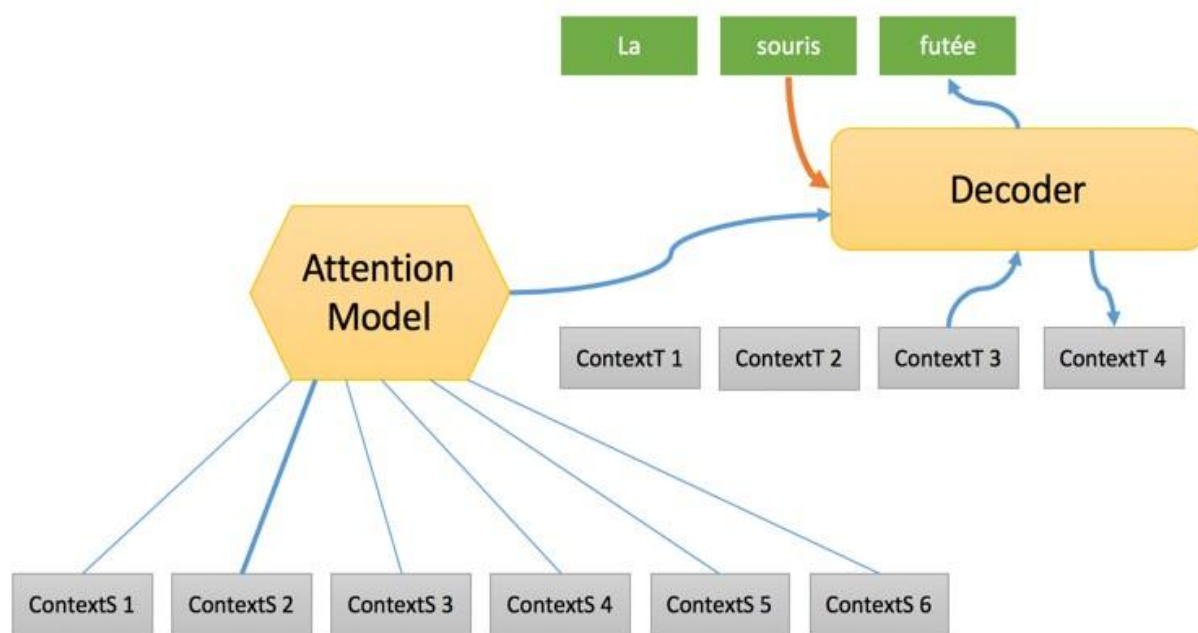 La souris futée
Decoder
Attention
Model
ContextT 1 ContextT 2 ContextT 3 ContextT 4
ContextS 1 ContextS 2 ContextS 3 ContextS 4 ContextS 5 ContextS 6